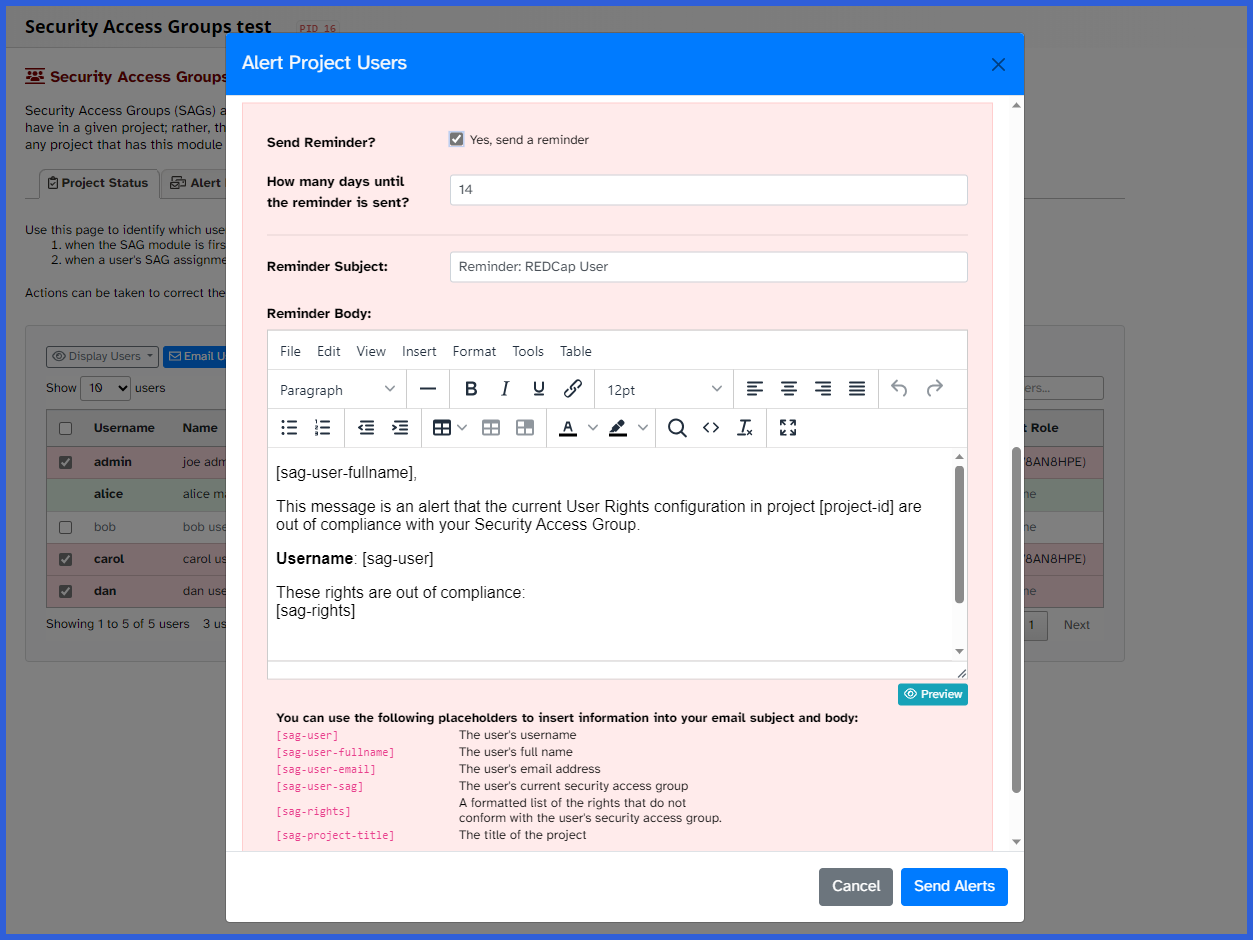 Security Access Groups test PID 16
Security Access Groups
Security Access Groups (SAGs) a
have in a given project; rather, th
any project that has this module
Project Status Alert
Use this page to identify which use
1. when the SAG module is firs
2. when a user's SAG assignme
Actions can be taken to correct the
Display Users Email U
Show 10 users ers...
Username Name t Role
admin joe adm 78AN8HPE)
alice alice ma ne
bob bob use ne
carol carol us 78AN8HPE)
dan dan use ne
Showing 1 to 5 of 5 users 3 us 1 Next
Alert Project Users
Send Reminder? Yes, send a reminder
How many days until
the reminder is sent?
14
Reminder Subject: Reminder: REDCap User
Reminder Body:
File Edit View Insert Format Tools Table
Paragraph B I U 12pt
[sag-user-fullname],
This message is an alert that the current User Rights configuration in project [project-id] are
out of compliance with your Security Access Group.
Username: [sag-user]
These rights are out of compliance:
[sag-rights]
Preview
You can use the following placeholders to insert information into your email subject and body:
[sag-user] The user's username
[sag-user-fullname] The user's full name
[sag-user-email] The user's email address
[sag-user-sag] The user's current security access group
[sag-rights] A formatted list of the rights that do not
conform with the user's security access group.
[sag-project-title] The title of the project
Cancel Send Alerts